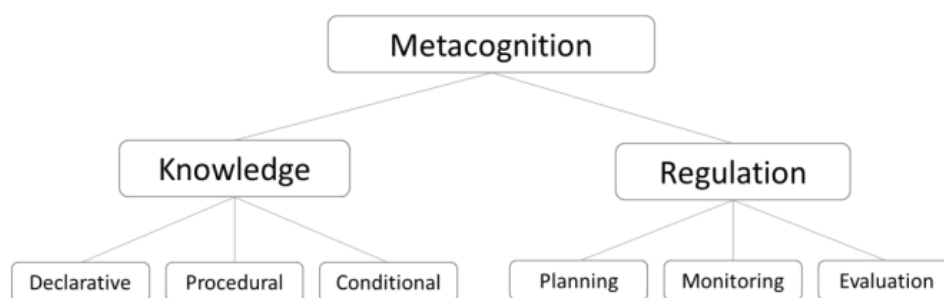 Metacognition
Knowledge
Regulation
Declarative
Procedural
Conditional
Planning
Monitoring
Evaluation